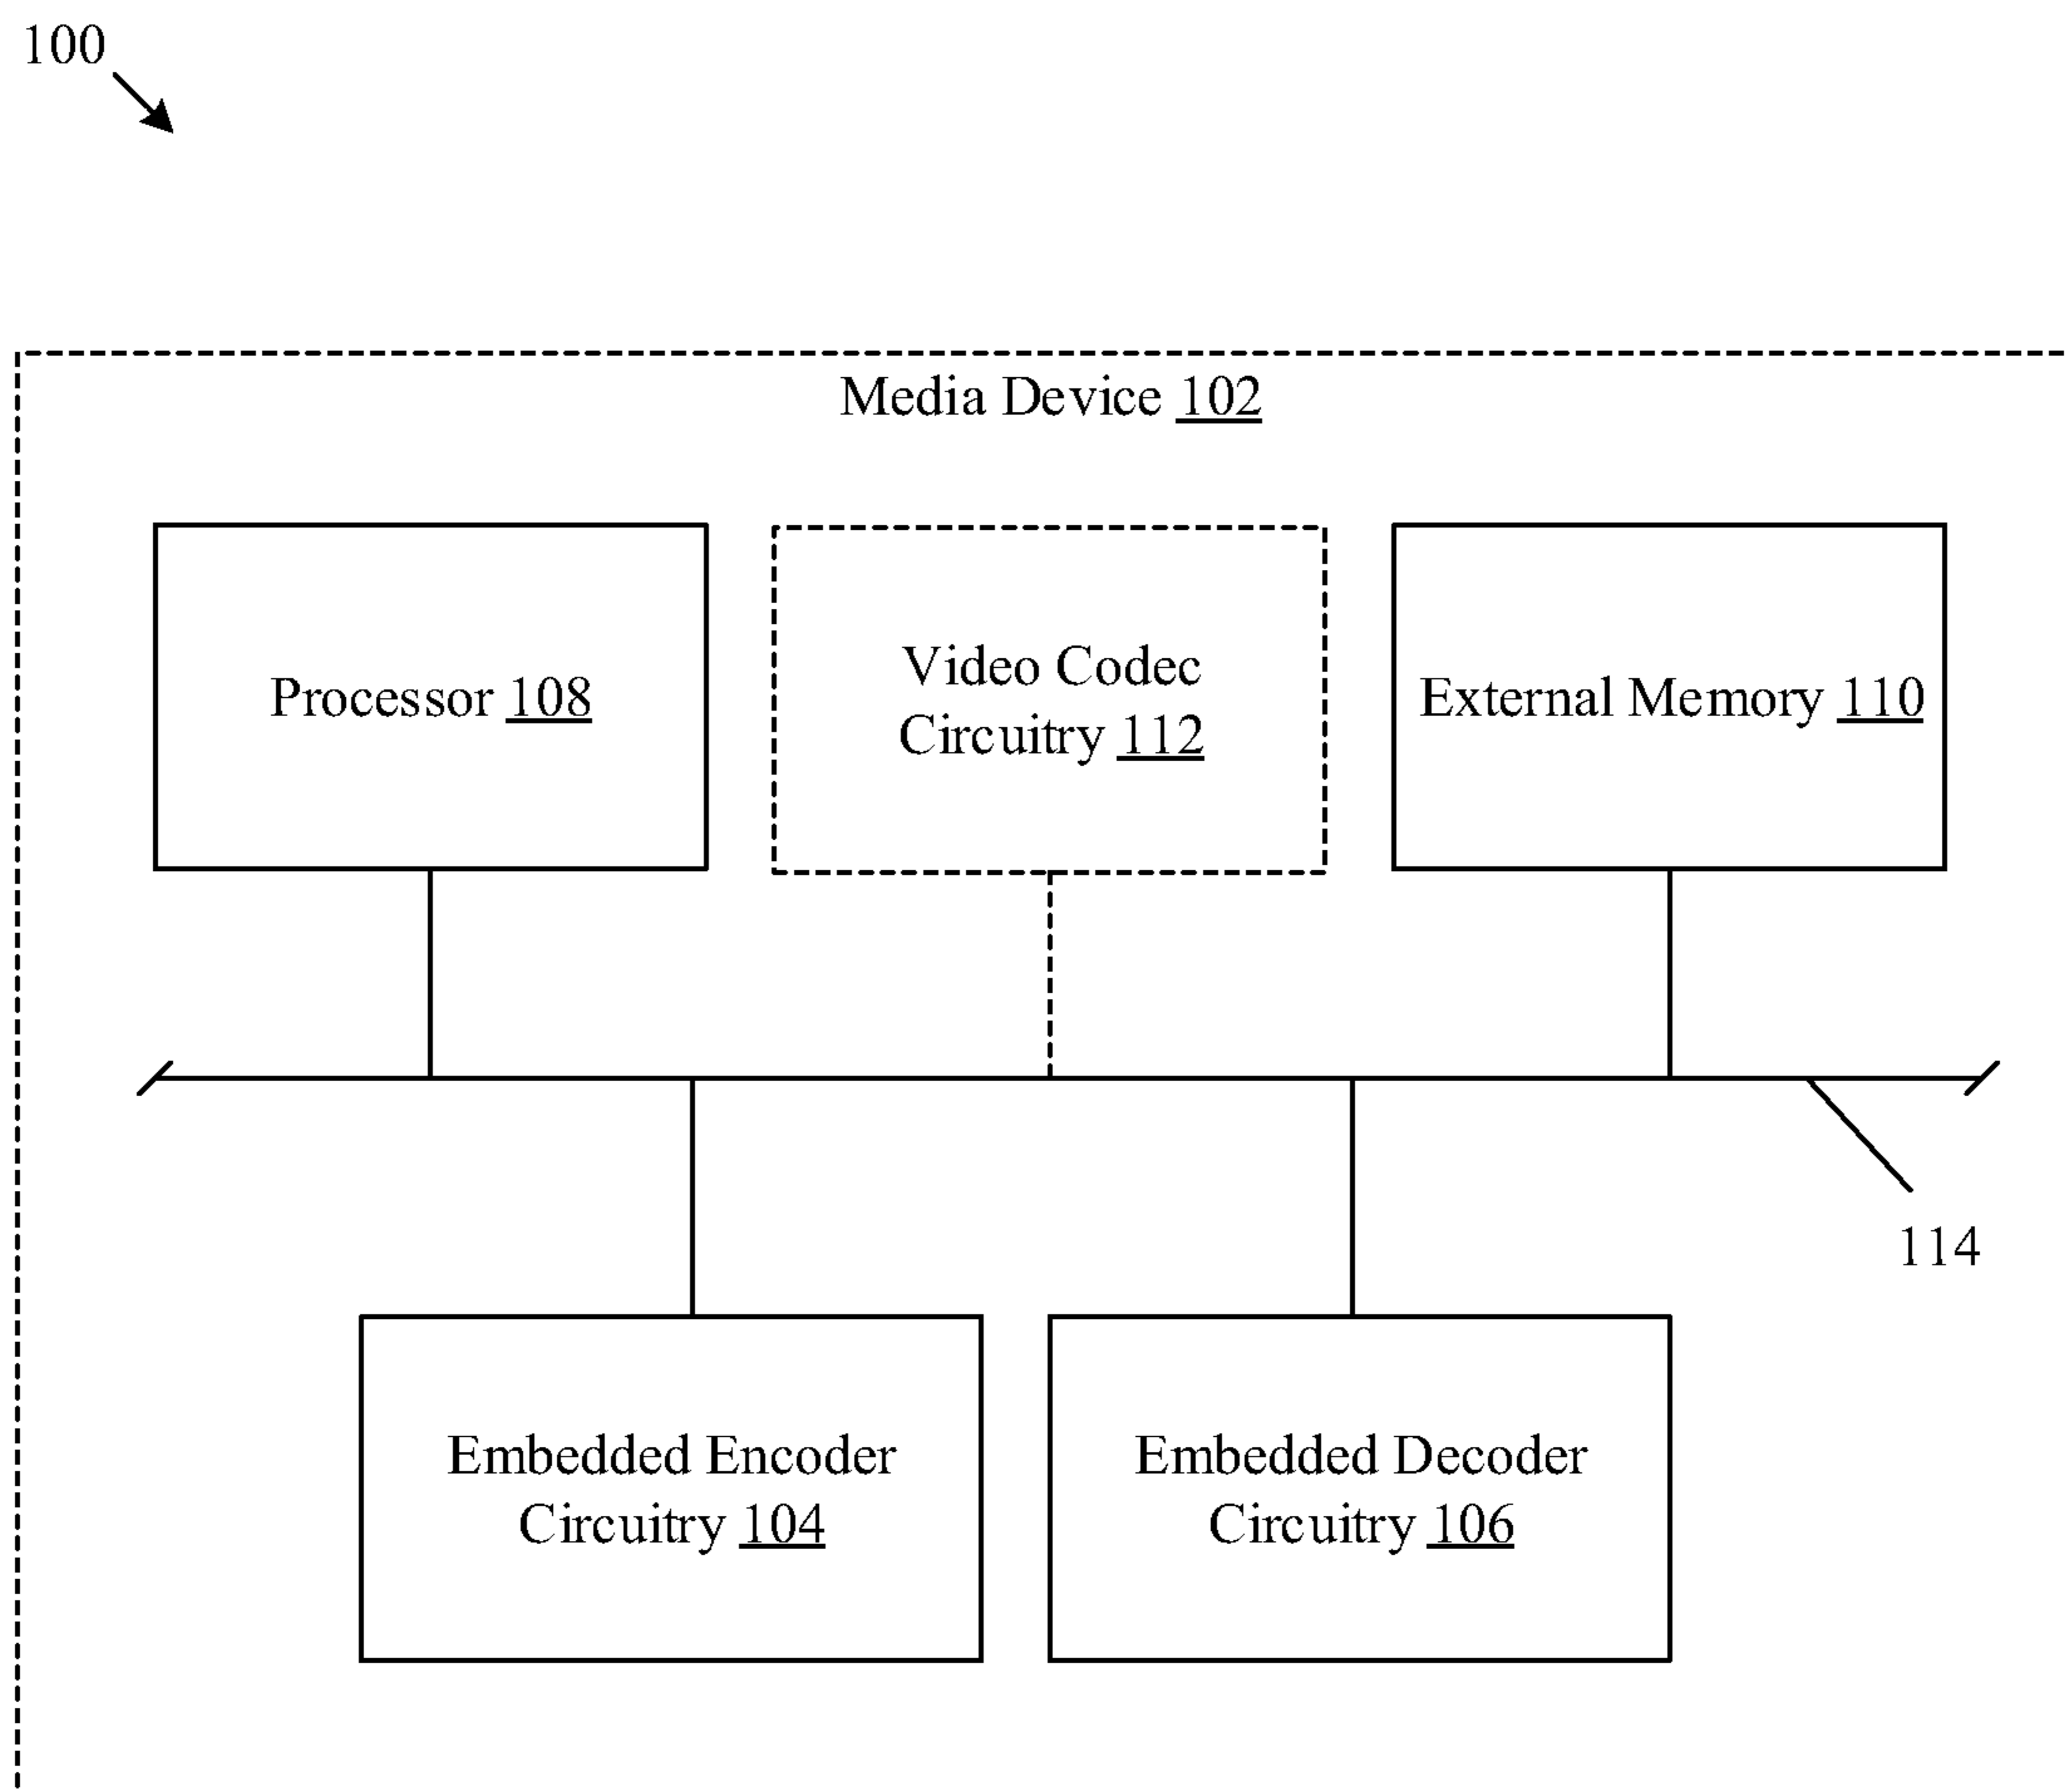 100
Media Device 102
Processor 108
Video Codec
Circuitry 112
External Memory 110
114
Embedded Encoder
Circuitry 104
Embedded Decoder
Circuitry 106